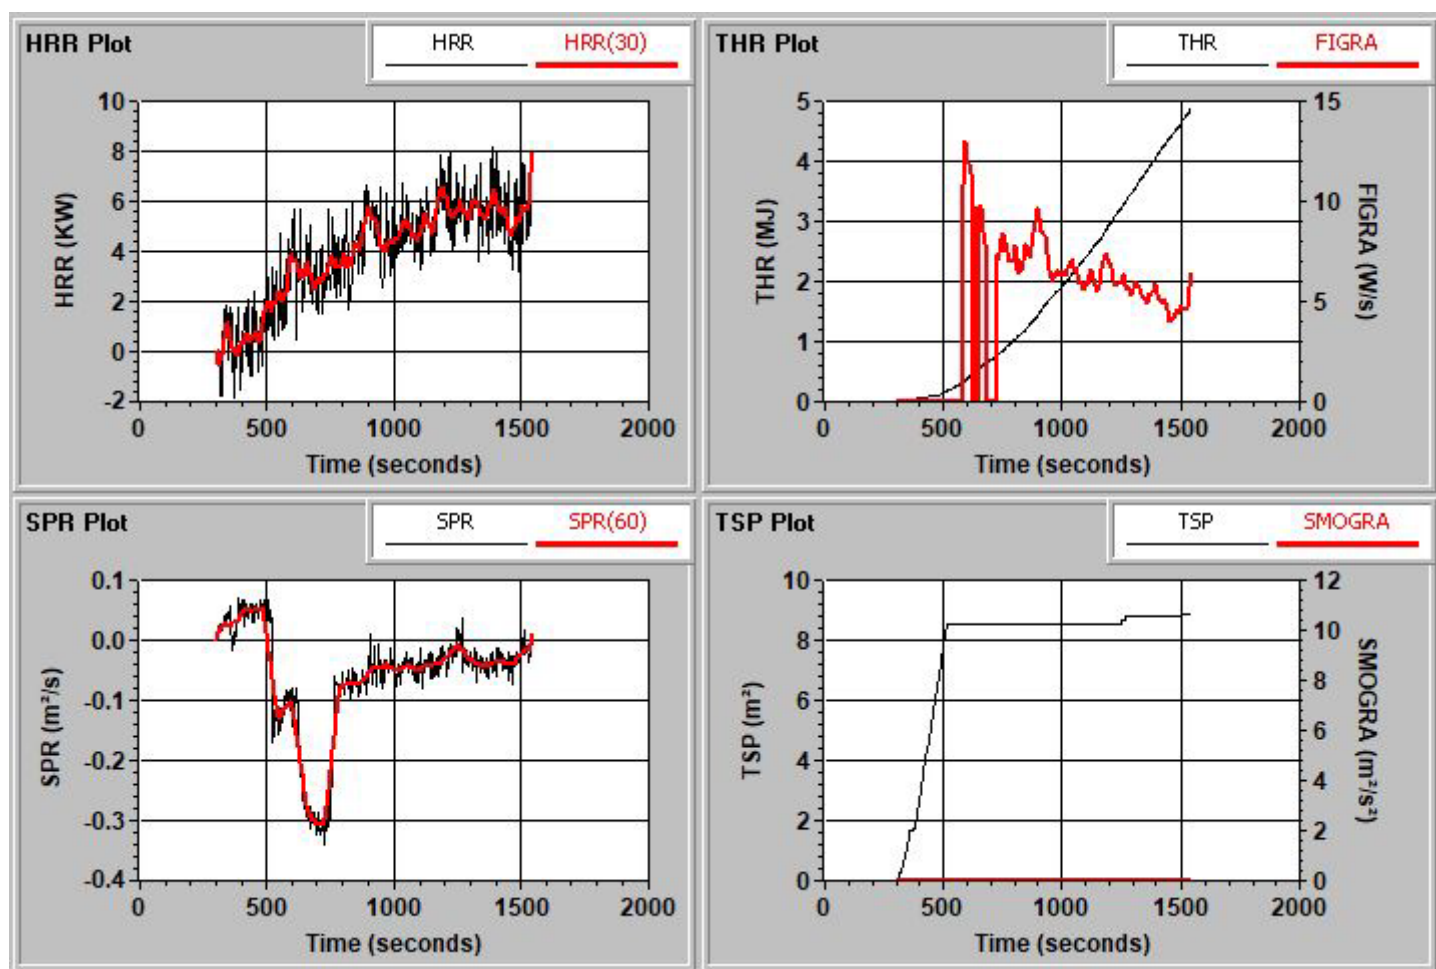 HRR Plot
HRR HRR(30)
10
8
6
4
2
0
-2
HRR (KW)
0 500 1000 1500 2000
Time (seconds)
THR Plot
THR FIGRA
5
4
3
2
1
0
THR (MJ)
15
10
5
0
FIGRA (W/s)
0 500 1000 1500 2000
Time (seconds)
SPR Plot
SPR SPR(60)
0.1
0.0
-0.1
-0.2
-0.3
-0.4
SPR (m²/s)
0 500 1000 1500 2000
Time (seconds)
TSP Plot
TSP SMOGRA
10
8
6
4
2
0
TSP (m²)
12
10
8
6
4
2
0
SMOGRA (m²/s²)
0 500 1000 1500 2000
Time (seconds)